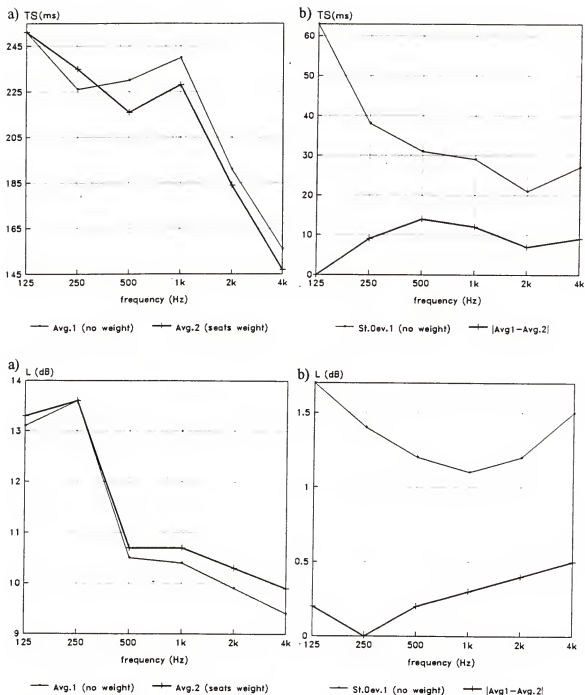 a) TS(ms)
245
225
205
185
165
145
125 250 500 1k 2k 4k
frequency (Hz)
Avg.1 (no weight) Avg.2 (seats weight)
b) TS(ms)
60
50
40
30
20
10
0
125 250 500 1k 2k 4k
frequency (Hz)
St.Dev.1 (no weight) |Avg1-Avg.2|
a) L (dB)
14
13
12
11
10
9
125 250 500 1k 2k 4k
frequency (Hz)
Avg.1 (no weight) Avg.2 (seats weight)
b) L (dB)
1.5
1
0.5
0
125 250 500 1k 2k 4k
frequency (Hz)
St.Dev.1 (no weight) |Avg1-Avg.2|